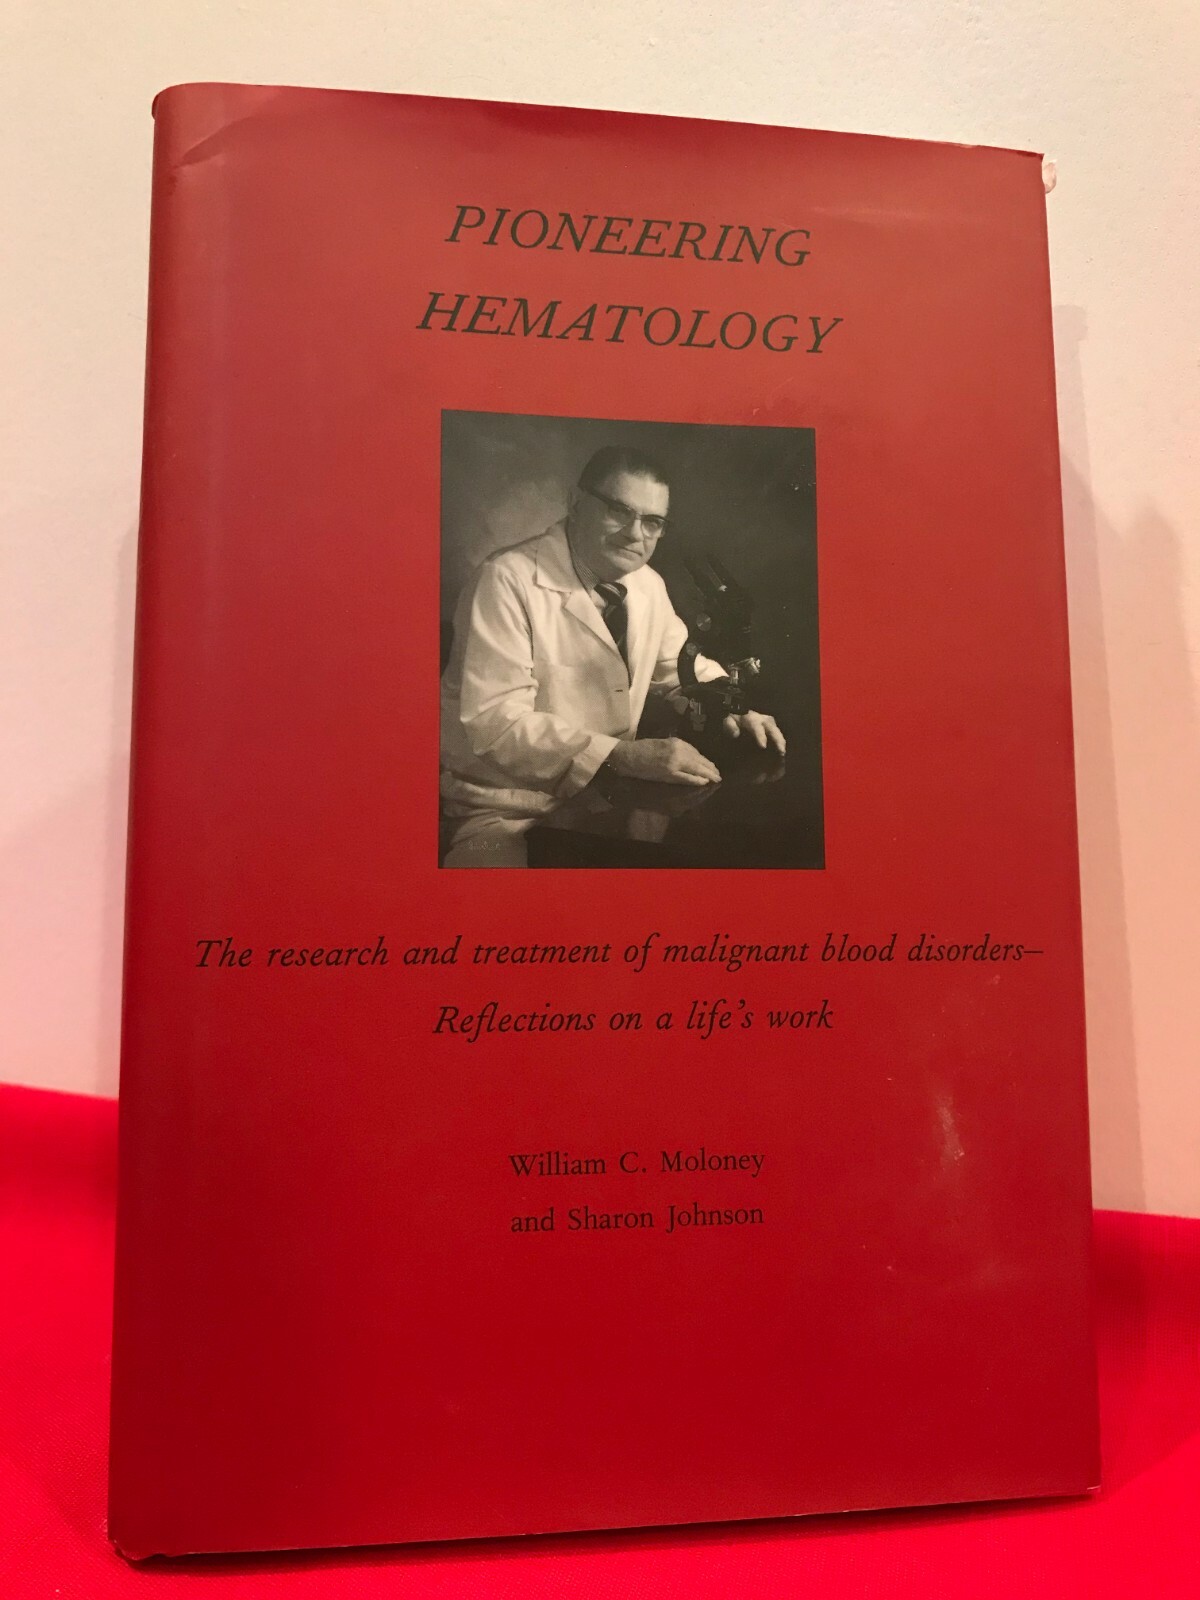 PIONEERING
HEMATOLOGY
The research and treatment of malignant blood disorders—
Reflections on a life's work
William C. Moloney
and Sharon Johnson